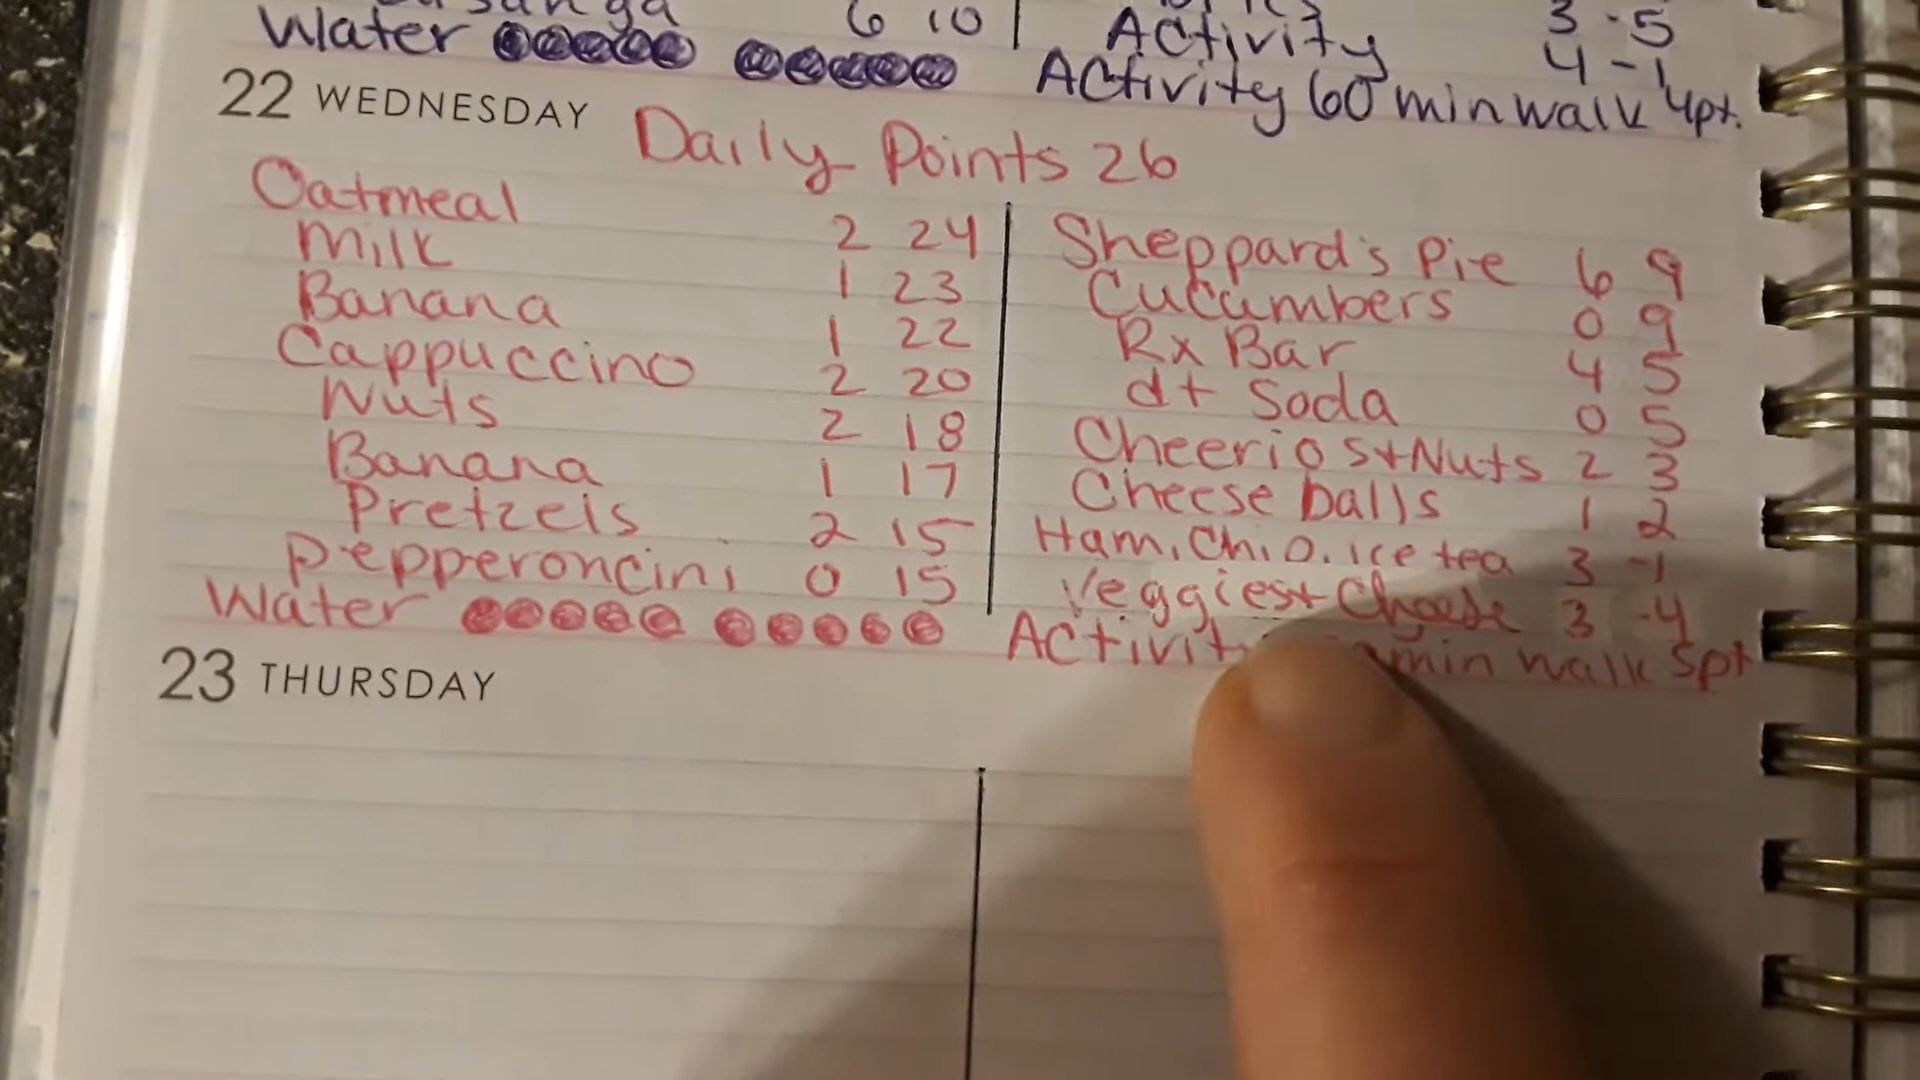 6 10
Water
Activity
3 - 5
4 - 1
Activity 60 min walk 4pt.
22 WEDNESDAY
Daily Points 26
Oatmeal 2 24
Milk 1 23
Banana 1 22
Cappuccino 2 20
Nuts 2 18
Banana 1 17
Pretzels 2 15
Pepperoncini 0 15
Water
Sheppard's Pie 6 9
Cucumbers 0 9
Rx Bar 4 5
dt Soda 0 5
Cheerios + Nuts 2 3
Cheese balls 1 2
Ham, Ch. O. ice tea 3 -1
Veggies + Cheese 3 -4
min walk 5pt
23 THURSDAY